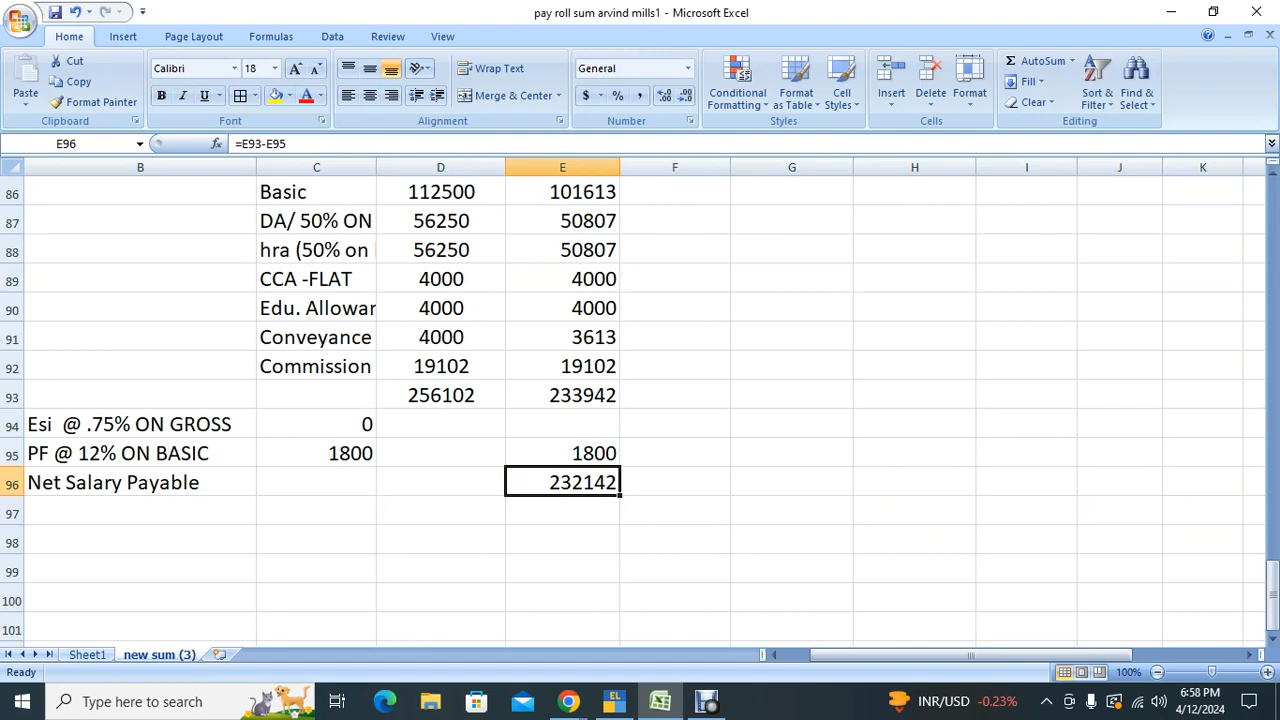 pay roll sum arvind mills1 - Microsoft Excel
Home Insert Page Layout Formulas Data Review View
Paste
Cut
Copy
Format Painter
Clipboard
Calibri 18
B I U
Font
Wrap Text
Merge & Center
Alignment
General
$ % ,
Number
Conditional Formatting
Format as Table
Cell Styles
Styles
Insert Delete Format
Cells
Σ AutoSum
Fill
Clear
Sort & Filter
Find & Select
Editing
E96 fx =E93-E95
B C D E F G H I J K
86 Basic 112500 101613
87 DA/ 50% ON 56250 50807
88 hra (50% on 56250 50807
89 CCA -FLAT 4000 4000
90 Edu. Allowar 4000 4000
91 Conveyance 4000 3613
92 Commission 19102 19102
93 256102 233942
94 Esi @ .75% ON GROSS 0
95 PF @ 12% ON BASIC 1800 1800
96 Net Salary Payable 232142
97
98
99
100
101
Sheet1 new sum (3)
Ready 100%
Type here to search
EL
INR/USD -0.23%
6:58 PM
4/12/2024